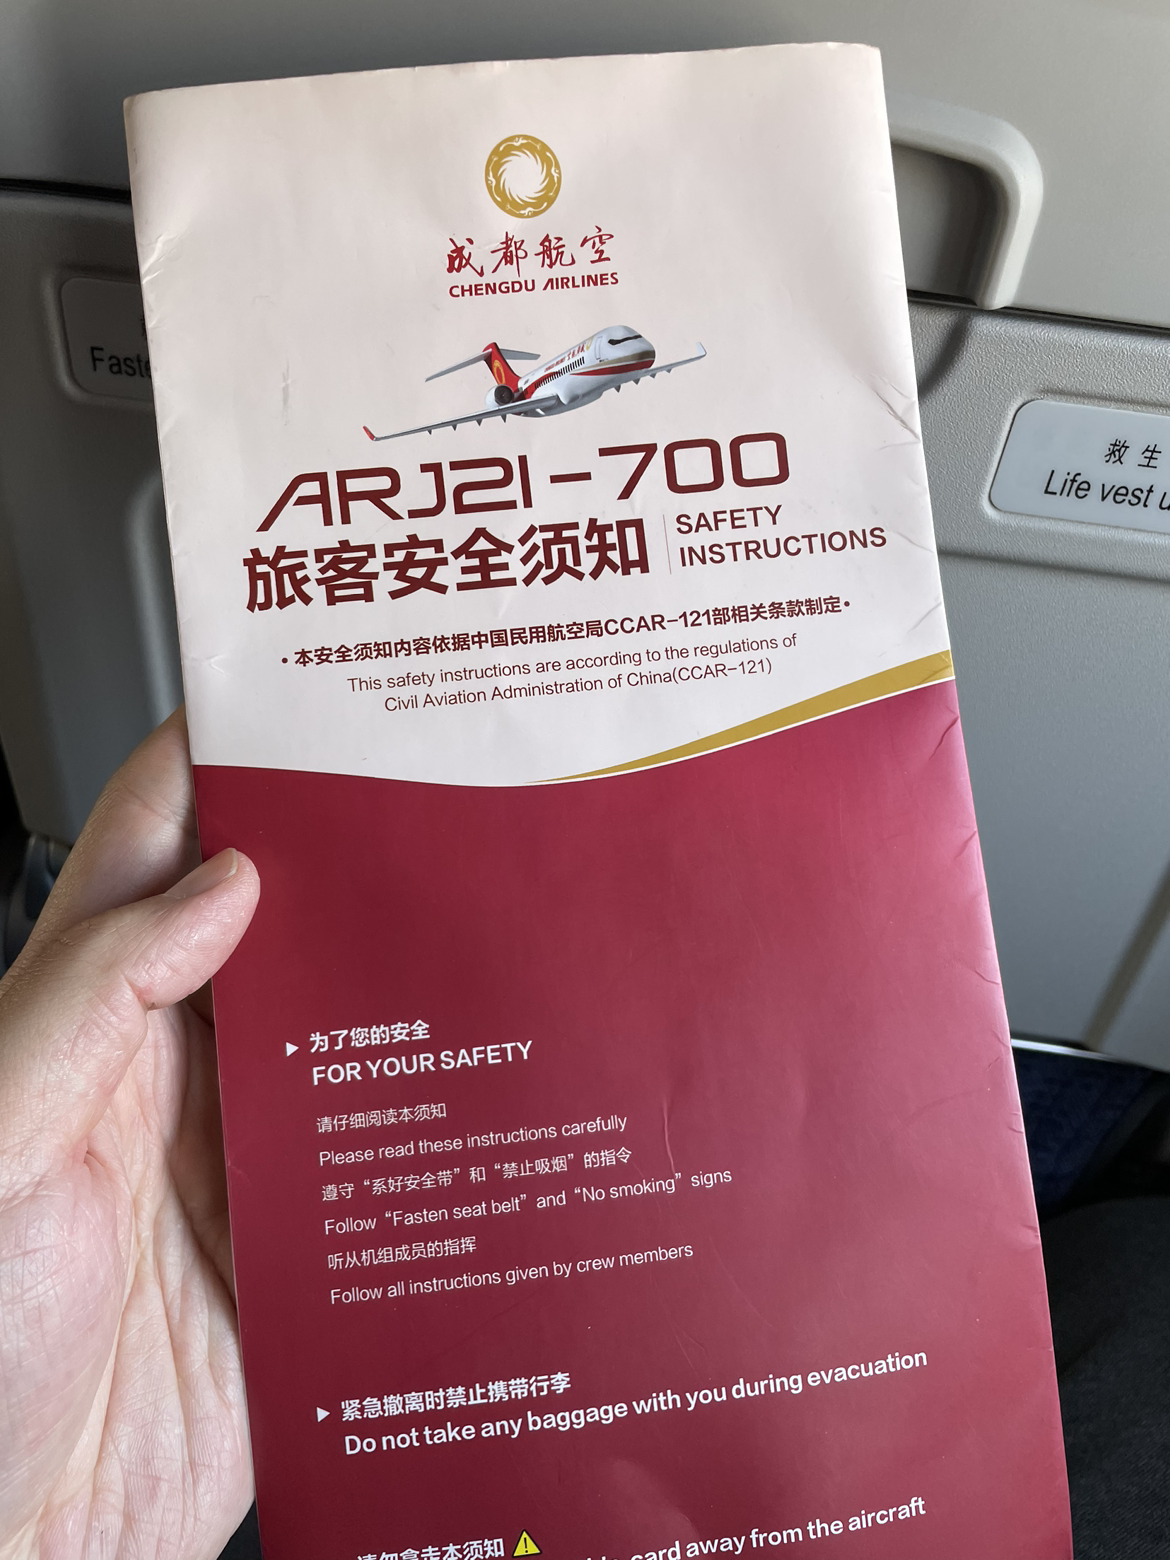 成都航空
CHENGDU AIRLINES
ARJ21-700
旅客安全须知
SAFETY
INSTRUCTIONS
•本安全须知内容依据中国民用航空局CCAR-121部相关条款制定•
This safety instructions are according to the regulations of
Civil Aviation Administration of China(CCAR-121)
为了您的安全
FOR YOUR SAFETY
请仔细阅读本须知
Please read these instructions carefully
遵守“系好安全带”和“禁止吸烟”的指令
Follow “Fasten seat belt” and “No smoking” signs
听从机组成员的指挥
Follow all instructions given by crew members
紧急撤离时禁止携带行李
Do not take any baggage with you during evacuation
请勿拿走本须知
card away from the aircraft
救生
Life vest